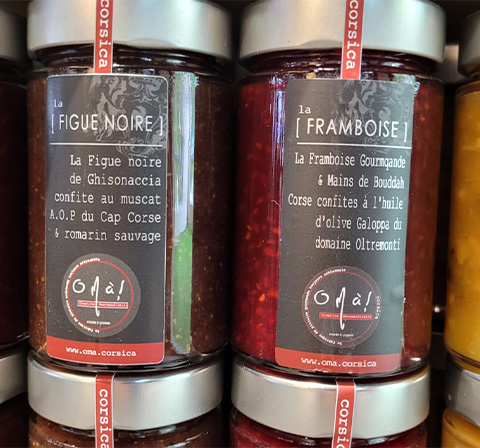 corsica
corsica
la
[ FIGUE NOIRE ]
La Figue noire
de Ghisonaccia
confite au muscat
A.O.P du Cap Corse
& romarin sauvage
Omà!
www.oma.corsica
la
[ FRAMBOISE ]
La Framboise Gourmqande
& Mains de Bouddah
Corse confites à l'huile
d'olive Galoppa du
domaine Oltremonti
Omà!
corsica
www.oma.corsica
corsica
corsica